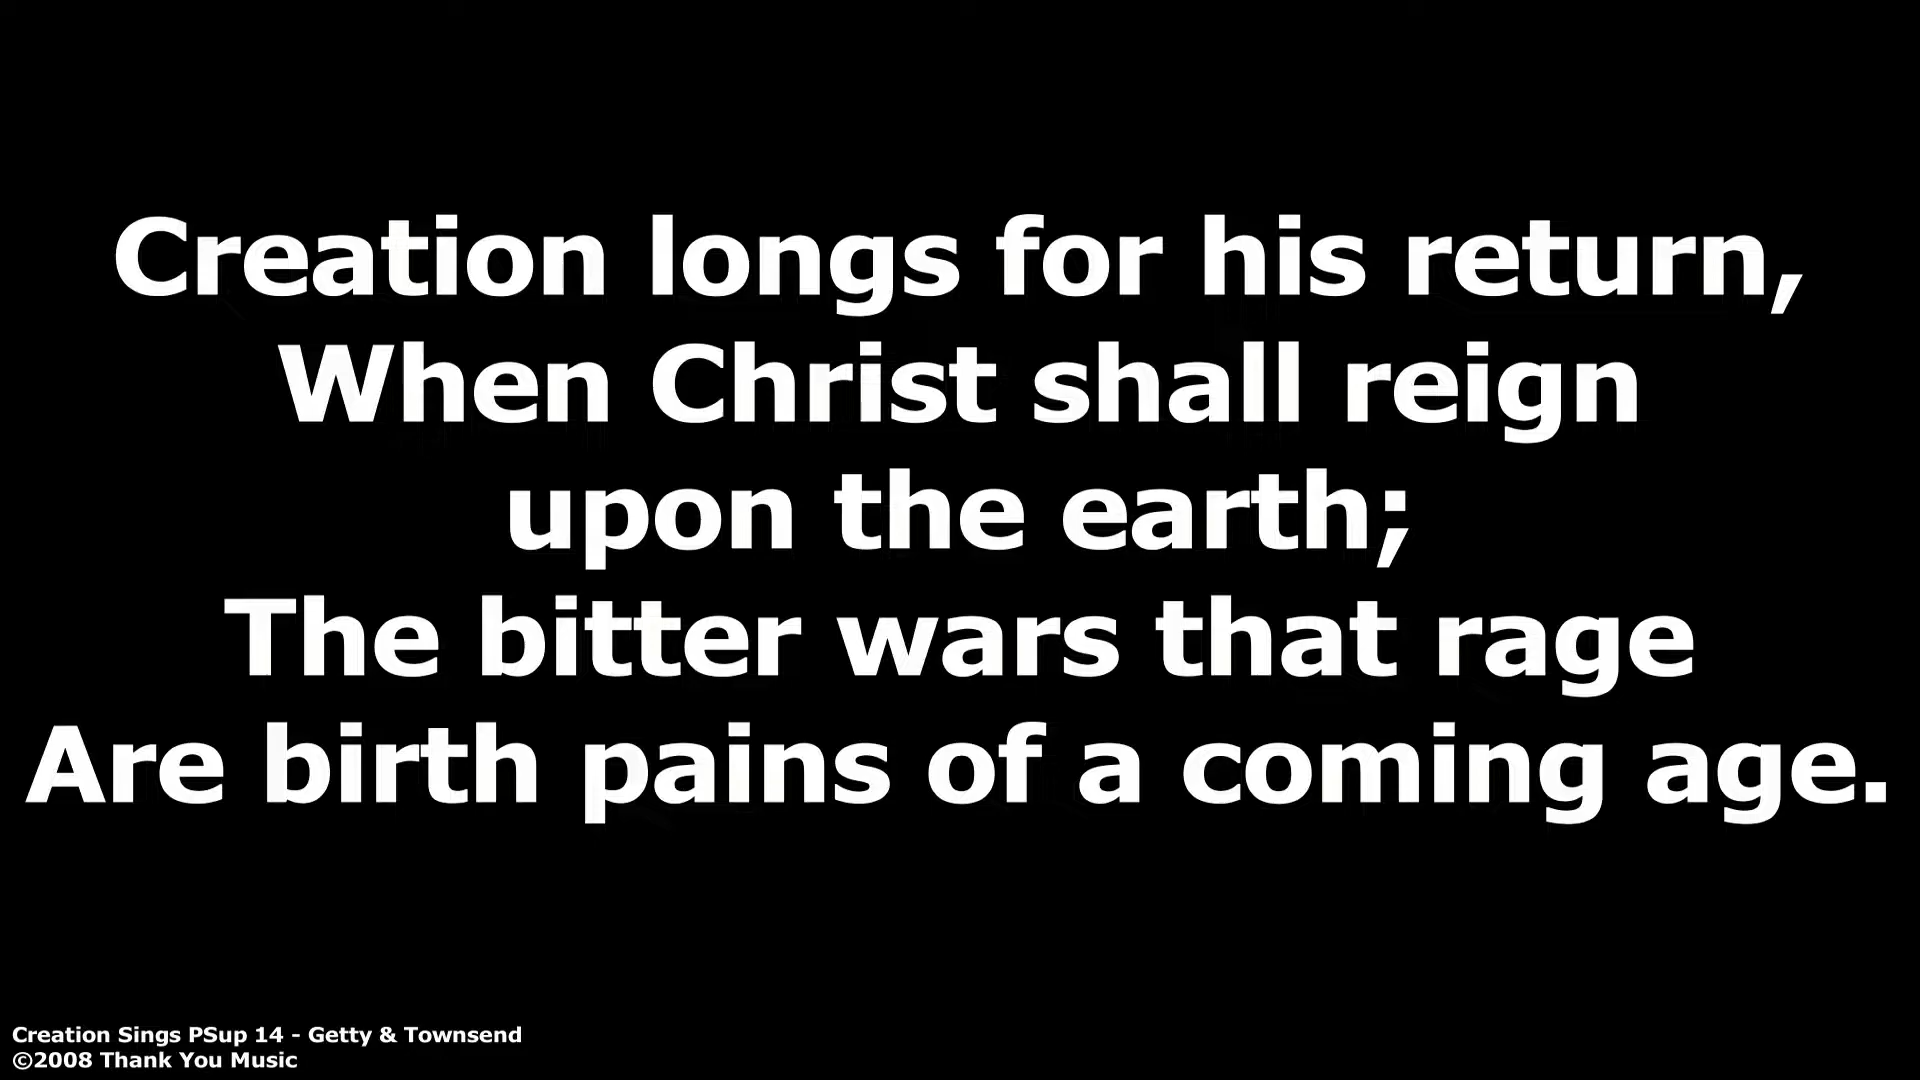 Creation longs for his return,
When Christ shall reign
upon the earth;
The bitter wars that rage
Are birth pains of a coming age.
Creation Sings PSup 14 - Getty & Townsend
©2008 Thank You Music